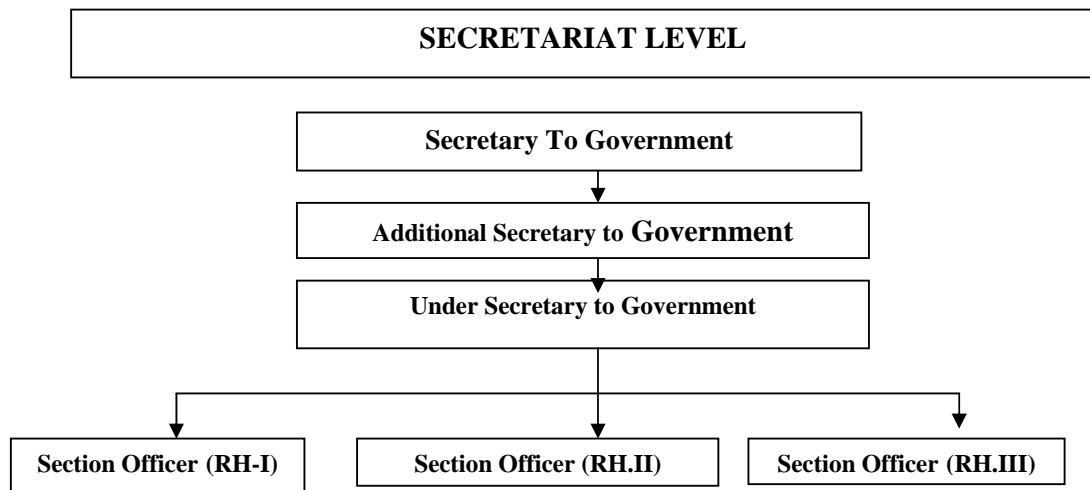 SECRETARIAT LEVEL
Secretary To Government
Additional Secretary to Government
Under Secretary to Government
Section Officer (RH-I)
Section Officer (RH.II)
Section Officer (RH.III)